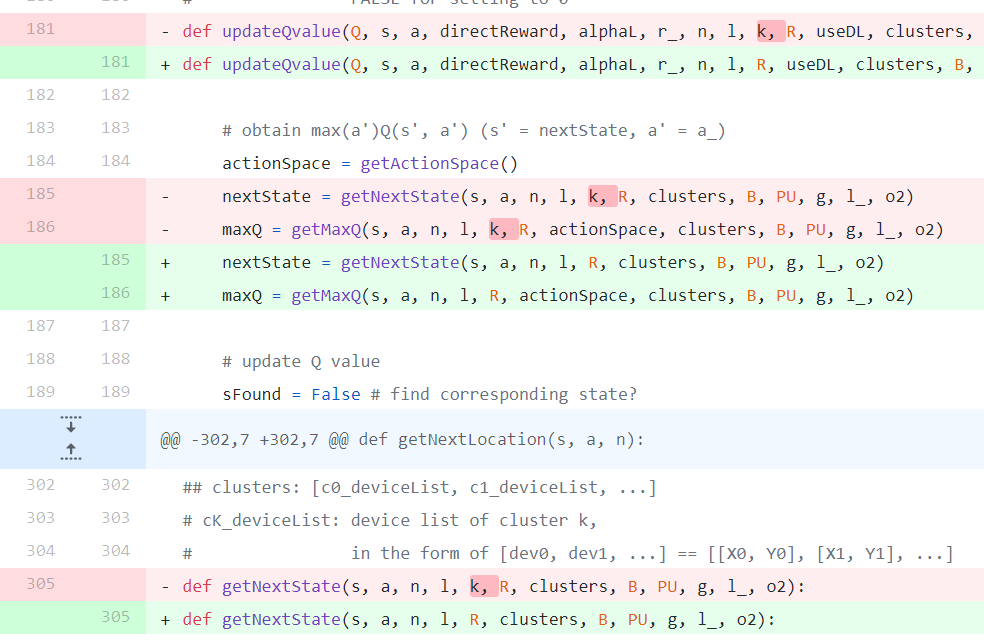 181 - def updateQvalue(Q, s, a, directReward, alphaL, r_, n, l, k, R, useDL, clusters,
181 + def updateQvalue(Q, s, a, directReward, alphaL, r_, n, l, R, useDL, clusters, B,
182 182
183 183 # obtain max(a')Q(s', a') (s' = nextState, a' = a_)
184 184 actionSpace = getActionSpace()
185 - nextState = getNextState(s, a, n, l, k, R, clusters, B, PU, g, l_, o2)
186 - maxQ = getMaxQ(s, a, n, l, k, R, actionSpace, clusters, B, PU, g, l_, o2)
185 + nextState = getNextState(s, a, n, l, R, clusters, B, PU, g, l_, o2)
186 + maxQ = getMaxQ(s, a, n, l, R, actionSpace, clusters, B, PU, g, l_, o2)
187 187
188 188 # update Q value
189 189 sFound = False # find corresponding state?
@@ -302,7 +302,7 @@ def getNextLocation(s, a, n):
302 302 ## clusters: [c0_deviceList, c1_deviceList, ...]
303 303 # cK_deviceList: device list of cluster k,
304 304 # in the form of [dev0, dev1, ...] == [[X0, Y0], [X1, Y1], ...]
305 - def getNextState(s, a, n, l, k, R, clusters, B, PU, g, l_, o2):
305 + def getNextState(s, a, n, l, R, clusters, B, PU, g, l_, o2):